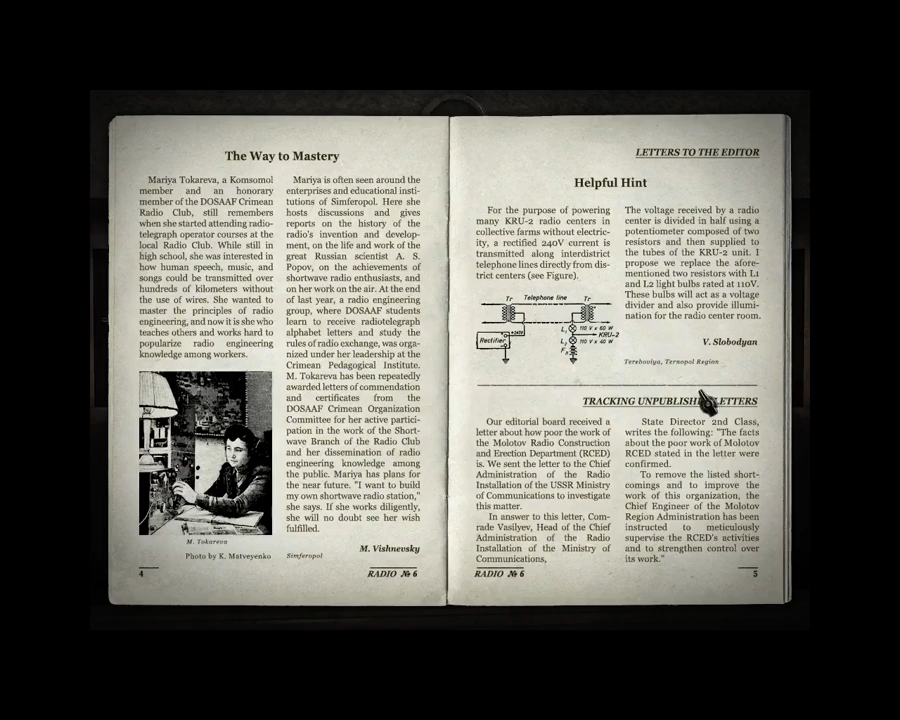 The Way to Mastery
Mariya Tokareva, a Komsomol
member and an honorary
member of the DOSAAF Crimean
Radio Club, still remembers
when she started attending radio-
telegraph operator courses at the
local Radio Club. While still in
high school, she was interested in
how human speech, music, and
songs could be transmitted over
hundreds of kilometers without
the use of wires. She wanted to
master the principles of radio
engineering, and now it is she who
teaches others and works hard to
popularize radio engineering
knowledge among workers.
M. Tokareva
Photo by K. Matveyenko
4
Mariya is often seen around the
enterprises and educational insti-
tutions of Simferopol. Here she
hosts discussions and gives
reports on the history of the
radio's invention and develop-
ment, on the life and work of the
great Russian scientist A. S.
Popov, on the achievements of
shortwave radio enthusiasts, and
on her work on the air. At the end
of last year, a radio engineering
group, where DOSAAF students
learn to receive radiotelegraph
alphabet letters and study the
rules of radio exchange, was orga-
nized under her leadership at the
Crimean Pedagogical Institute.
M. Tokareva has been repeatedly
awarded letters of commendation
and certificates from the
DOSAAF Crimean Organization
Committee for her active partici-
pation in the work of the Short-
wave Branch of the Radio Club
and her dissemination of radio
engineering knowledge among
the public. Mariya has plans for
the near future. "I want to build
my own shortwave radio station,"
she says. If she works diligently,
she will no doubt see her wish
fulfilled.
M. Vishnevsky
Simferopol
RADIO № 6
LETTERS TO THE EDITOR
Helpful Hint
For the purpose of powering
many KRU-2 radio centers in
collective farms without electric-
ity, a rectified 240V current is
transmitted along interdistrict
telephone lines directly from dis-
trict centers (see Figure).
Tr Telephone line Tr
Rectifier
+240V
L1 110 V x 60 W
KRU-2
L2 110 V x 40 W
The voltage received by a radio
center is divided in half using a
potentiometer composed of two
resistors and then supplied to
the tubes of the KRU-2 unit. I
propose we replace the afore-
mentioned two resistors with L1
and L2 light bulbs rated at 110V.
These bulbs will act as a voltage
divider and also provide illumi-
nation for the radio center room.
V. Slobodyan
Terebovlya, Ternopol Region
TRACKING UNPUBLISHED LETTERS
Our editorial board received a
letter about how poor the work of
the Molotov Radio Construction
and Erection Department (RCED)
is. We sent the letter to the Chief
Administration of the Radio
Installation of the USSR Ministry
of Communications to investigate
this matter.
In answer to this letter, Com-
rade Vasilyev, Head of the Chief
Administration of the Radio
Installation of the Ministry of
Communications,
State Director 2nd Class,
writes the following: "The facts
about the poor work of Molotov
RCED stated in the letter were
confirmed.
To remove the listed short-
comings and to improve the
work of this organization, the
Chief Engineer of the Molotov
Region Administration has been
instructed to meticulously
supervise the RCED's activities
and to strengthen control over
its work."
RADIO № 6
5